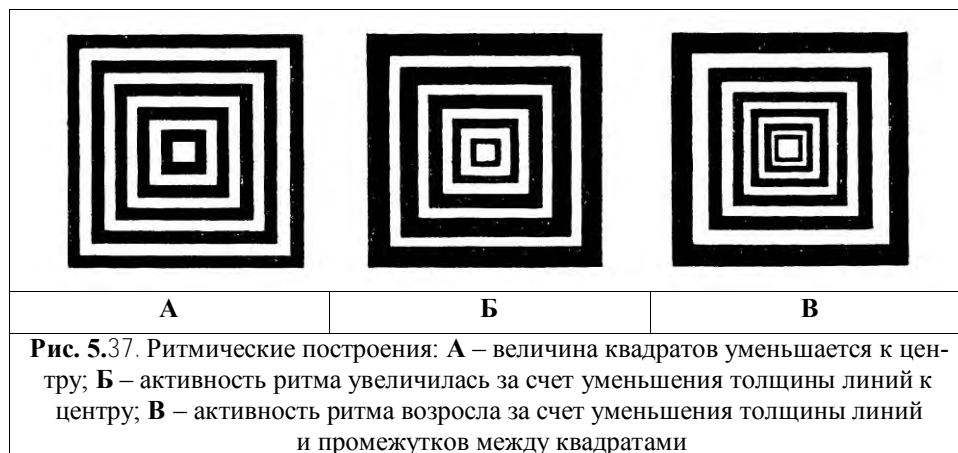 А Б В
Рис. 5.37. Ритмические построения: А – величина квадратов уменьшается к цен-
тру; Б – активность ритма увеличилась за счет уменьшения толщины линий к
центру; В – активность ритма возросла за счет уменьшения толщины линий
и промежутков между квадратами